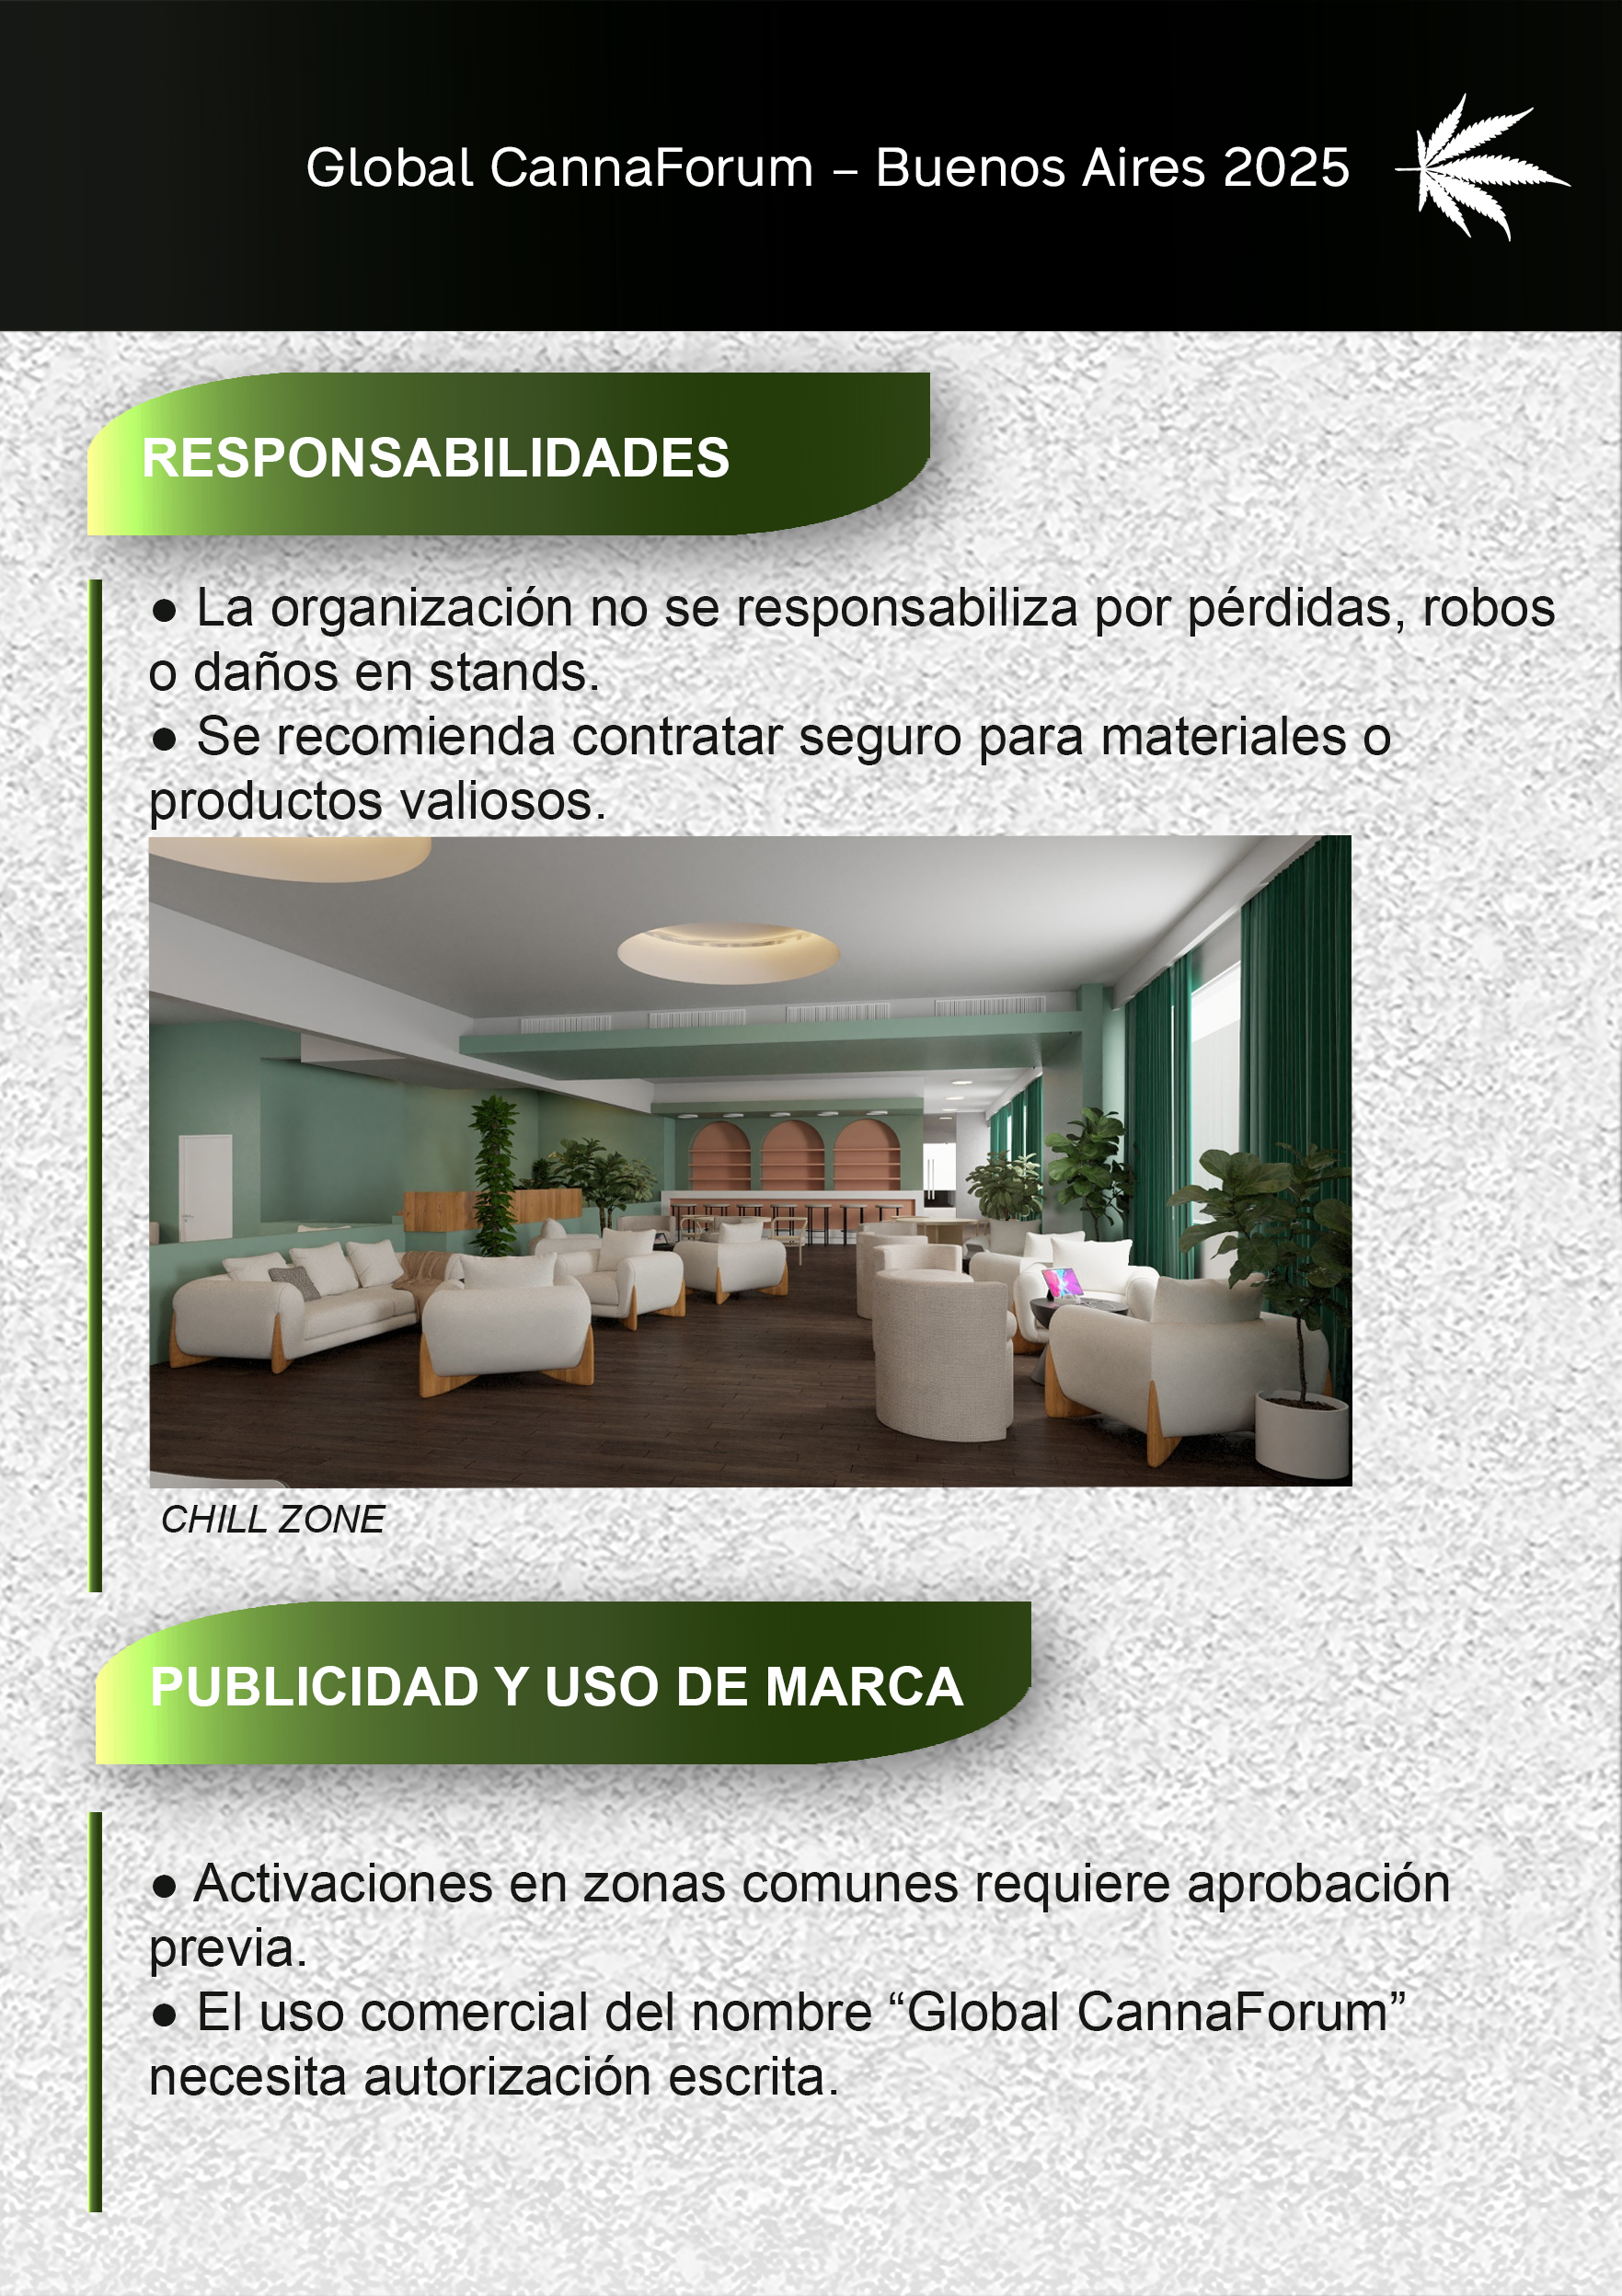 Global CannaForum – Buenos Aires 2025
RESPONSABILIDADES
● La organización no se responsabiliza por pérdidas, robos
o daños en stands.
● Se recomienda contratar seguro para materiales o
productos valiosos.
CHILL ZONE
PUBLICIDAD Y USO DE MARCA
● Activaciones en zonas comunes requiere aprobación
previa.
● El uso comercial del nombre “Global CannaForum”
necesita autorización escrita.